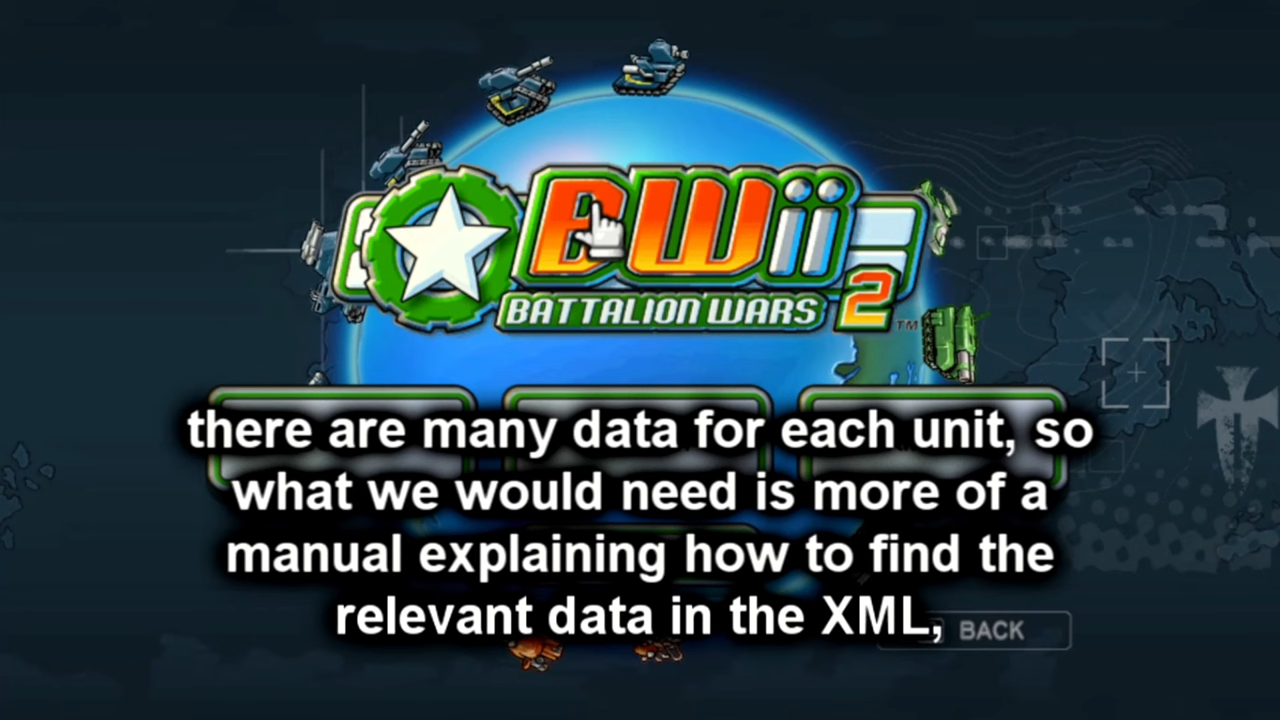 BWii
BATTALION WARS 2 TM
there are many data for each unit, so
what we would need is more of a
manual explaining how to find the
relevant data in the XML,
BACK